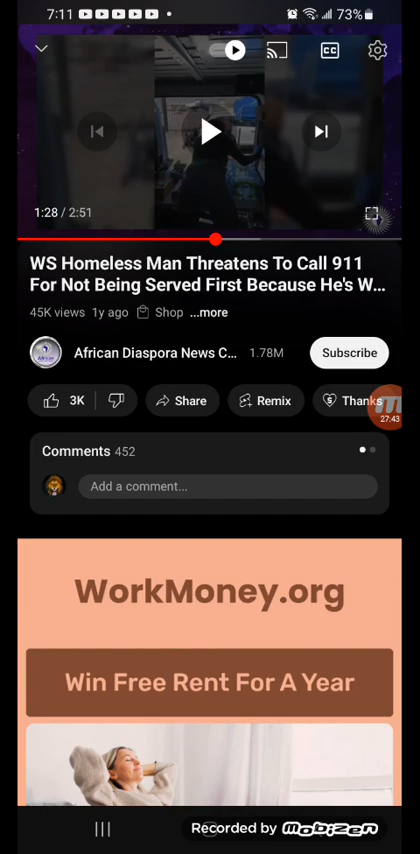 7:11
73%
CC
1:28 / 2:51
WS Homeless Man Threatens To Call 911
For Not Being Served First Because He's W...
45K views 1y ago Shop ...more
African Diaspora News C... 1.78M Subscribe
3K Share Remix Thanks
27:43
Comments 452
Add a comment...
WorkMoney.org
Win Free Rent For A Year
Recorded by mobizen